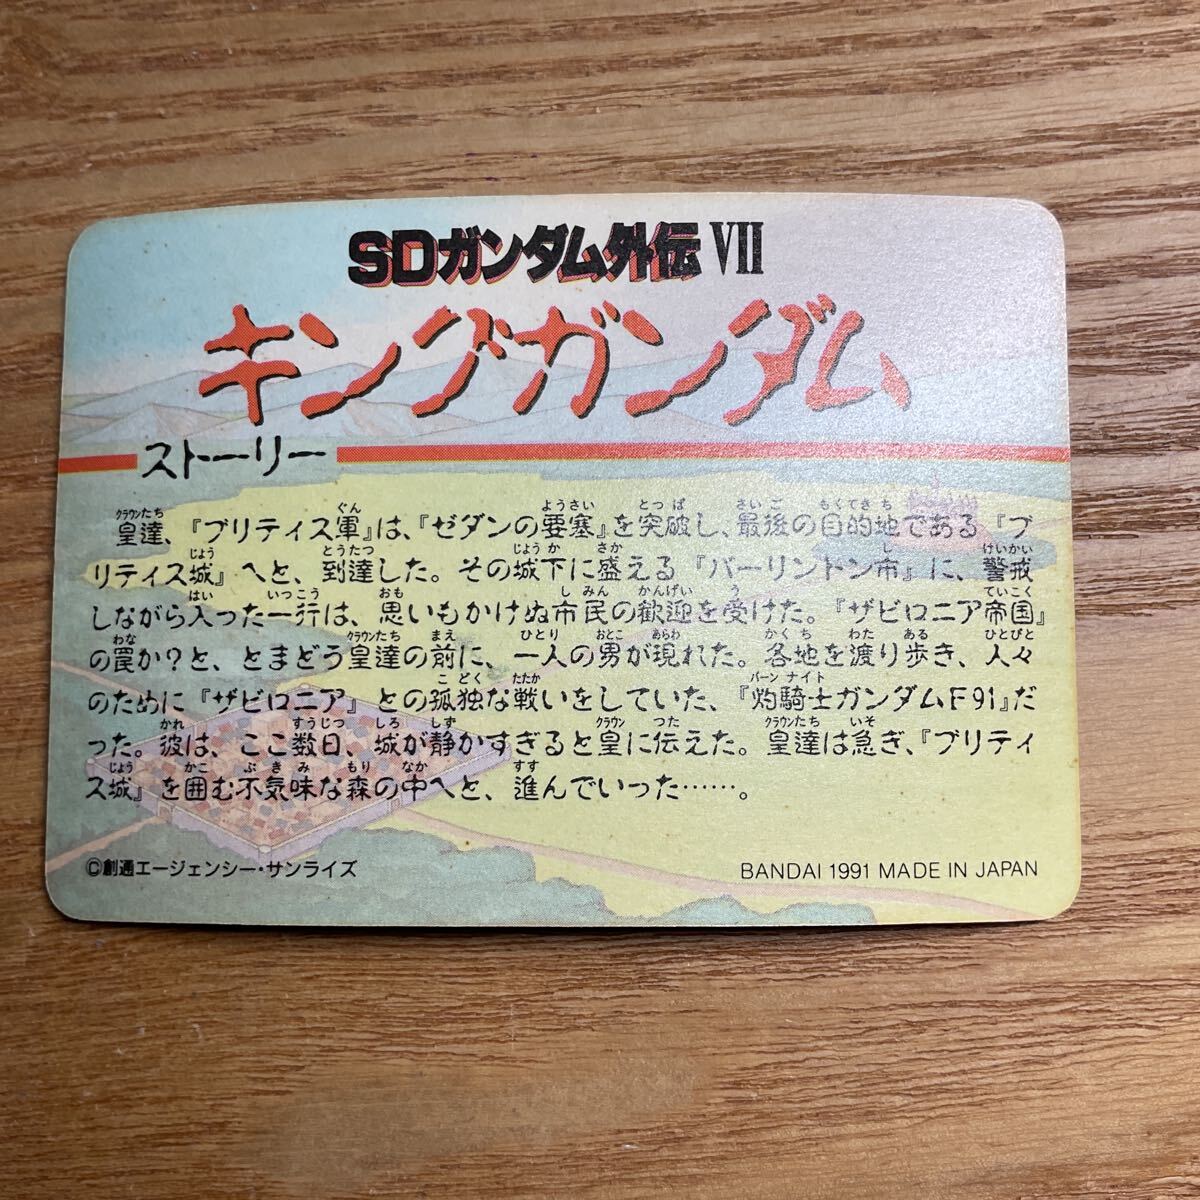 SDガンダム外伝 VII
キングガンダム
ストーリー
皇達、『ブリティス軍』は、『ゼダンの要塞』を突破し、最後の目的地である『ブ
リティス城』へと、到達した。その城下に盛える『バーリントン市』に、警戒
しながら入った一行は、思いもかけぬ市民の歓迎を受けた。『ザビロニア帝国』
の罠か?と、とまどう皇達の前に、一人の男が現れた。各地を渡り歩き、人々
のために『ザビロニア』との孤独な戦いをしていた、『灼騎士ガンダムF91』だ
った。彼は、ここ数日、城が静かすぎると皇に伝えた。皇達は急ぎ、『ブリティ
ス城』を囲む不気味な森の中へと、進んでいった……。
©創通エージェンシー・サンライズ
BANDAI 1991 MADE IN JAPAN